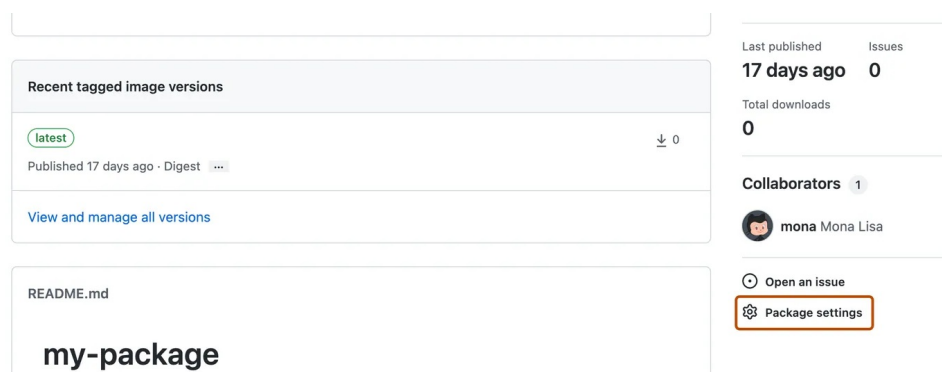 Recent tagged image versions
latest
0
Published 17 days ago · Digest ...
View and manage all versions
README.md
my-package
Last published Issues
17 days ago 0
Total downloads
0
Collaborators 1
mona Mona Lisa
Open an issue
Package settings